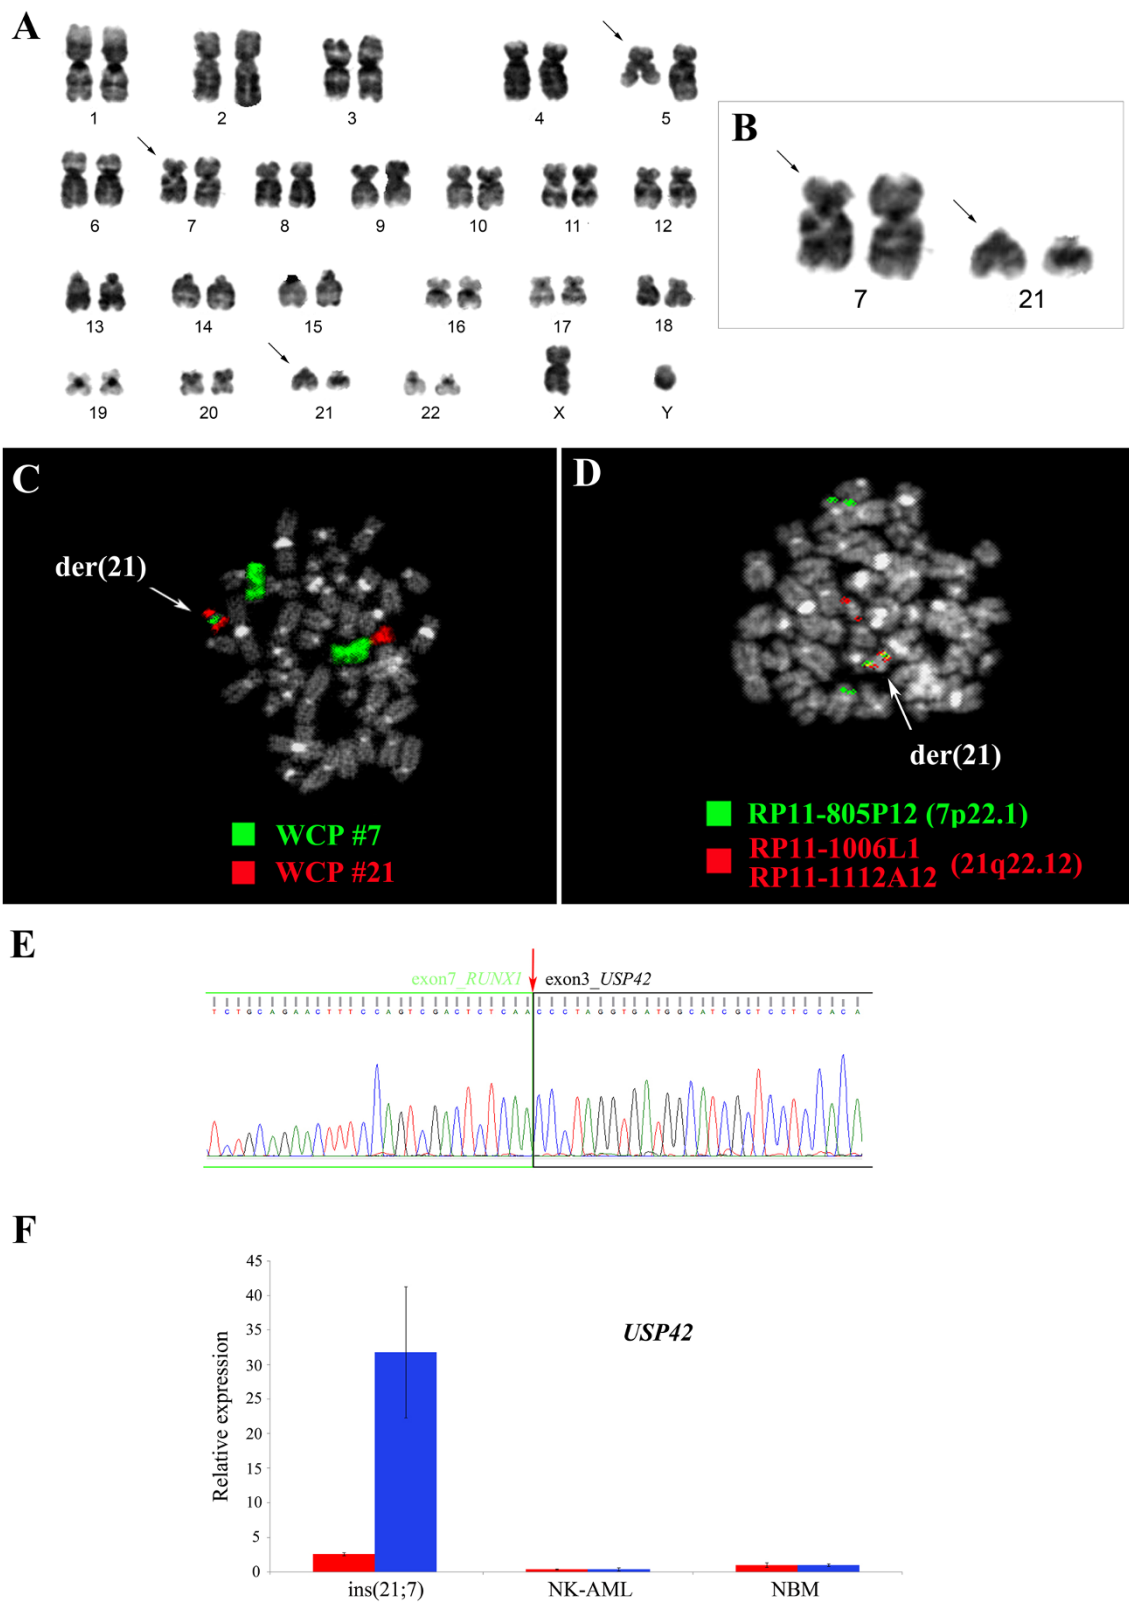 A
1 2 3 4 5
6 7 8 9 10 11 12
13 14 15 16 17 18
19 20 21 22 X Y
B
7 21
C
der(21)
WCP #7
WCP #21
D
der(21)
RP11-805P12 (7p22.1)
RP11-1006L1
RP11-1112A12 (21q22.12)
E
exon7_RUNX1 exon3_USP42
TCTGCAGAACTTTCCAGTCGACTCTCAACCCTAGGTGATGGCATCGCTCCTCCACA
F
USP42
Relative expression
45
40
35
30
25
20
15
10
5
0
ins(21;7) NK-AML NBM